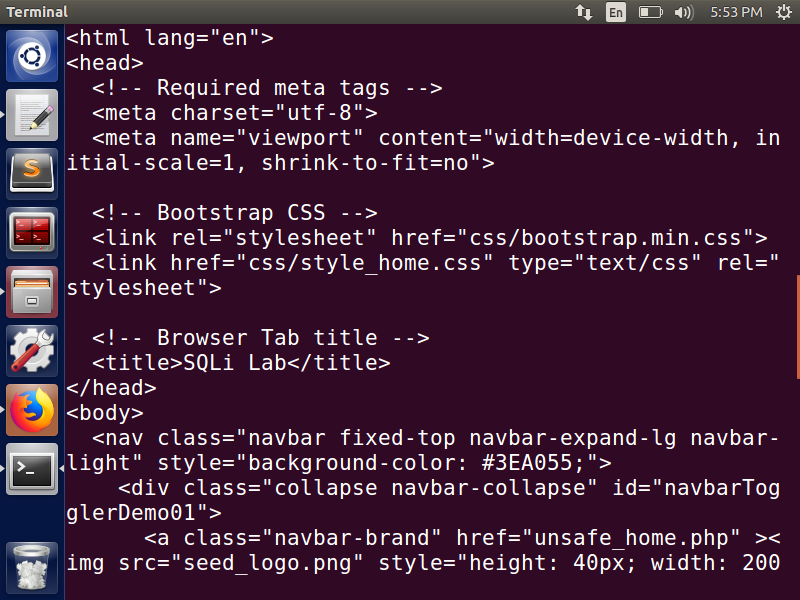 Terminal En 5:53 PM
<html lang="en">
<head>
  <!-- Required meta tags -->
  <meta charset="utf-8">
  <meta name="viewport" content="width=device-width, in
itial-scale=1, shrink-to-fit=no">

  <!-- Bootstrap CSS -->
  <link rel="stylesheet" href="css/bootstrap.min.css">
  <link href="css/style_home.css" type="text/css" rel="
stylesheet">

  <!-- Browser Tab title -->
  <title>SQLi Lab</title>
</head>
<body>
  <nav class="navbar fixed-top navbar-expand-lg navbar-
light" style="background-color: #3EA055;">
    <div class="collapse navbar-collapse" id="navbarTog
glerDemo01">
      <a class="navbar-brand" href="unsafe_home.php" ><
img src="seed_logo.png" style="height: 40px; width: 200